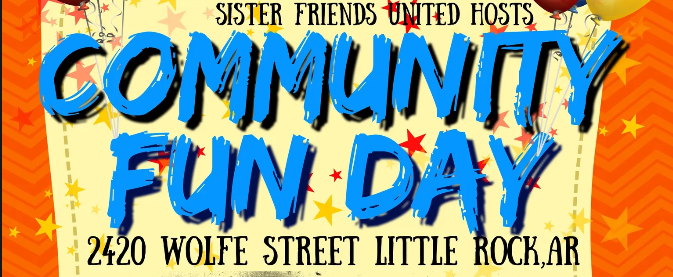 SISTER FRIENDS UNITED HOSTS
COMMUNITY
FUN DAY
2420 WOLFE STREET LITTLE ROCK,AR